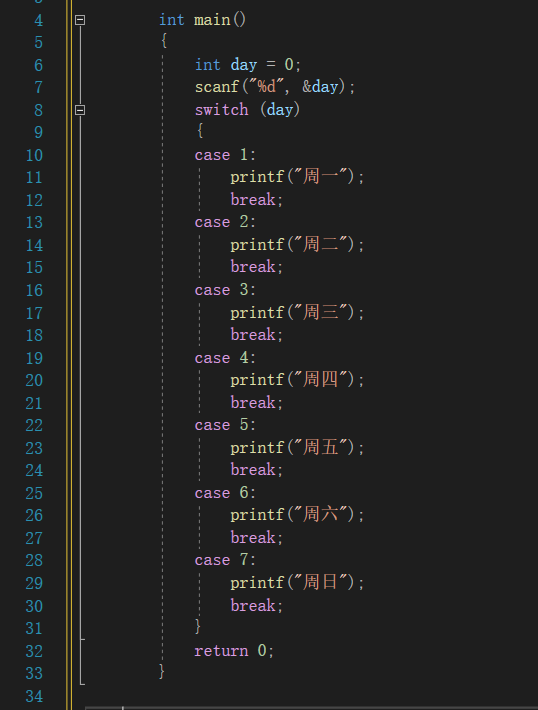 4 int main()
5 {
6 int day = 0;
7 scanf("%d", &day);
8 switch (day)
9 {
10 case 1:
11 printf("周一");
12 break;
13 case 2:
14 printf("周二");
15 break;
16 case 3:
17 printf("周三");
18 break;
19 case 4:
20 printf("周四");
21 break;
22 case 5:
23 printf("周五");
24 break;
25 case 6:
26 printf("周六");
27 break;
28 case 7:
29 printf("周日");
30 break;
31 }
32 return 0;
33 }
34